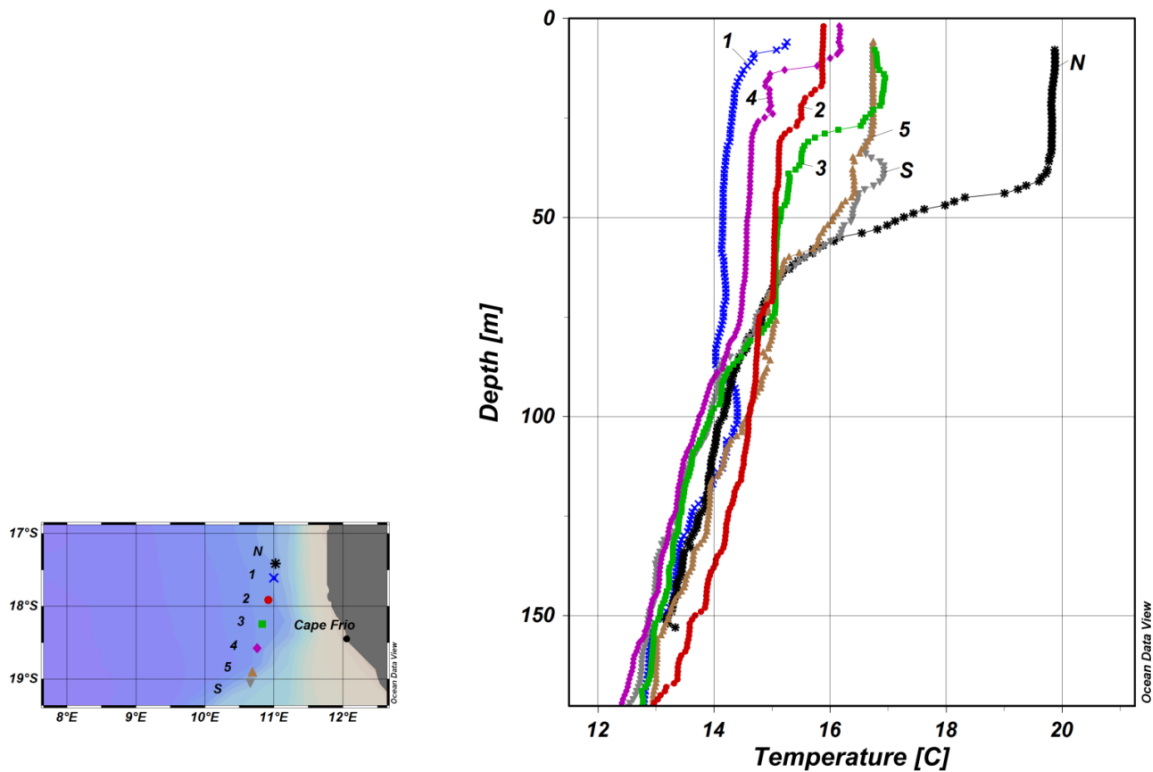 0
50
100
150
Depth [m]
12
14
16
18
20
Temperature [C]
1
4
2
3
5
S
N
Ocean Data View
17°S
18°S
19°S
8°E
9°E
10°E
11°E
12°E
N
1
2
3
4
5
S
Cape Frio
Ocean Data View